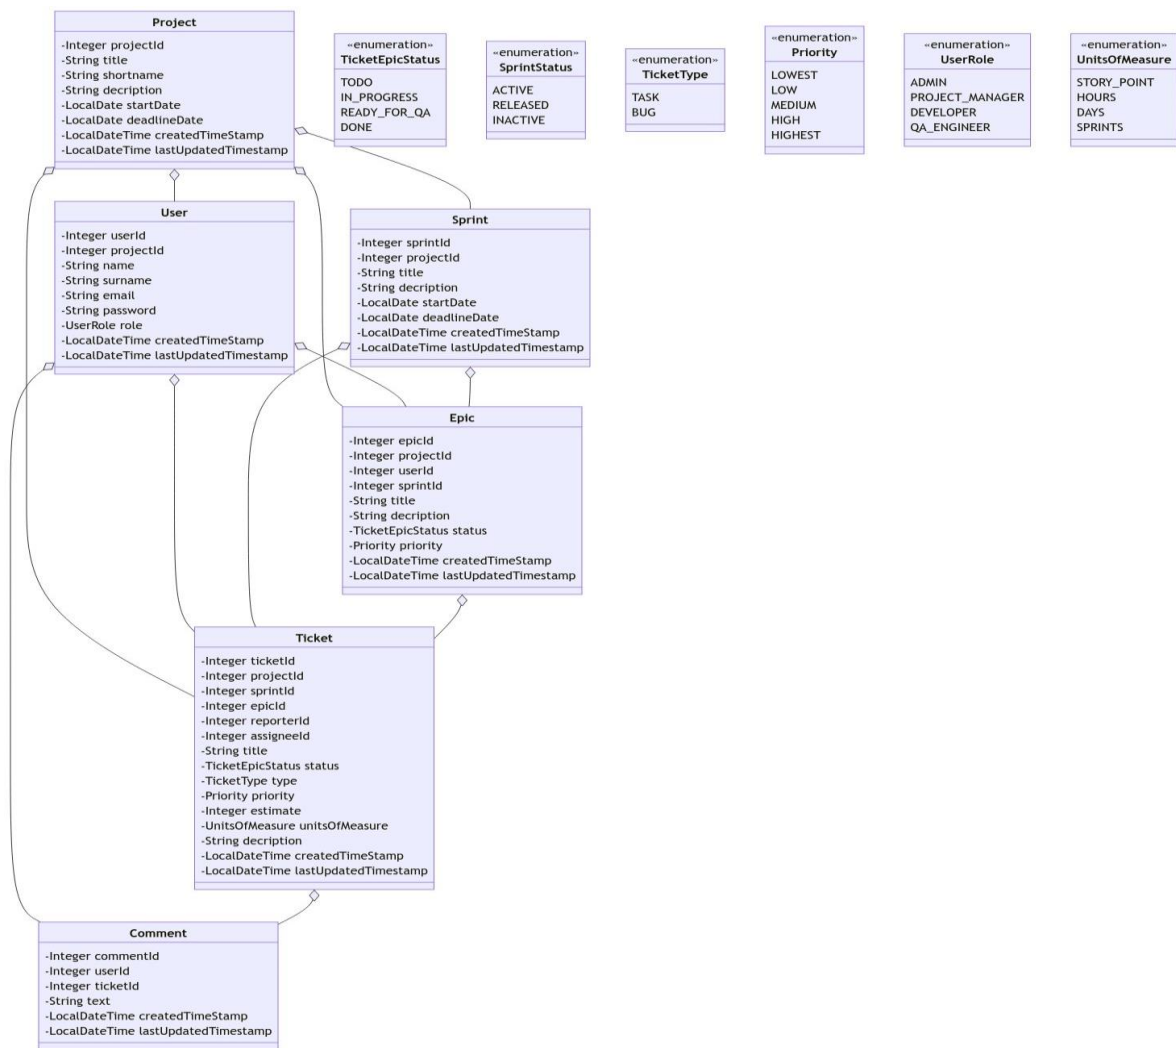 Project
-Integer projectId
-String title
-String shortname
-String decription
-LocalDate startDate
-LocalDate deadlineDate
-LocalDateTime createdTimeStamp
-LocalDateTime lastUpdatedTimestamp
«enumeration»
TicketEpicStatus
TODO
IN_PROGRESS
READY_FOR_QA
DONE
«enumeration»
SprintStatus
ACTIVE
RELEASED
INACTIVE
«enumeration»
TicketType
TASK
BUG
«enumeration»
Priority
LOWEST
LOW
MEDIUM
HIGH
HIGHEST
«enumeration»
UserRole
ADMIN
PROJECT_MANAGER
DEVELOPER
QA_ENGINEER
«enumeration»
UnitsOfMeasure
STORY_POINT
HOURS
DAYS
SPRINTS
User
-Integer userId
-Integer projectId
-String name
-String surname
-String email
-String password
-UserRole role
-LocalDateTime createdTimeStamp
-LocalDateTime lastUpdatedTimestamp
Sprint
-Integer sprintId
-Integer projectId
-String title
-String decription
-LocalDate startDate
-LocalDate deadlineDate
-LocalDateTime createdTimeStamp
-LocalDateTime lastUpdatedTimestamp
Epic
-Integer epicId
-Integer projectId
-Integer userId
-Integer sprintId
-String title
-String decription
-TicketEpicStatus status
-Priority priority
-LocalDateTime createdTimeStamp
-LocalDateTime lastUpdatedTimestamp
Ticket
-Integer ticketId
-Integer projectId
-Integer sprintId
-Integer epicId
-Integer reporterId
-Integer assigneeId
-String title
-TicketEpicStatus status
-TicketType type
-Priority priority
-Integer estimate
-UnitsOfMeasure unitsOfMeasure
-String decription
-LocalDateTime createdTimeStamp
-LocalDateTime lastUpdatedTimestamp
Comment
-Integer commentId
-Integer userId
-Integer ticketId
-String text
-LocalDateTime createdTimeStamp
-LocalDateTime lastUpdatedTimestamp